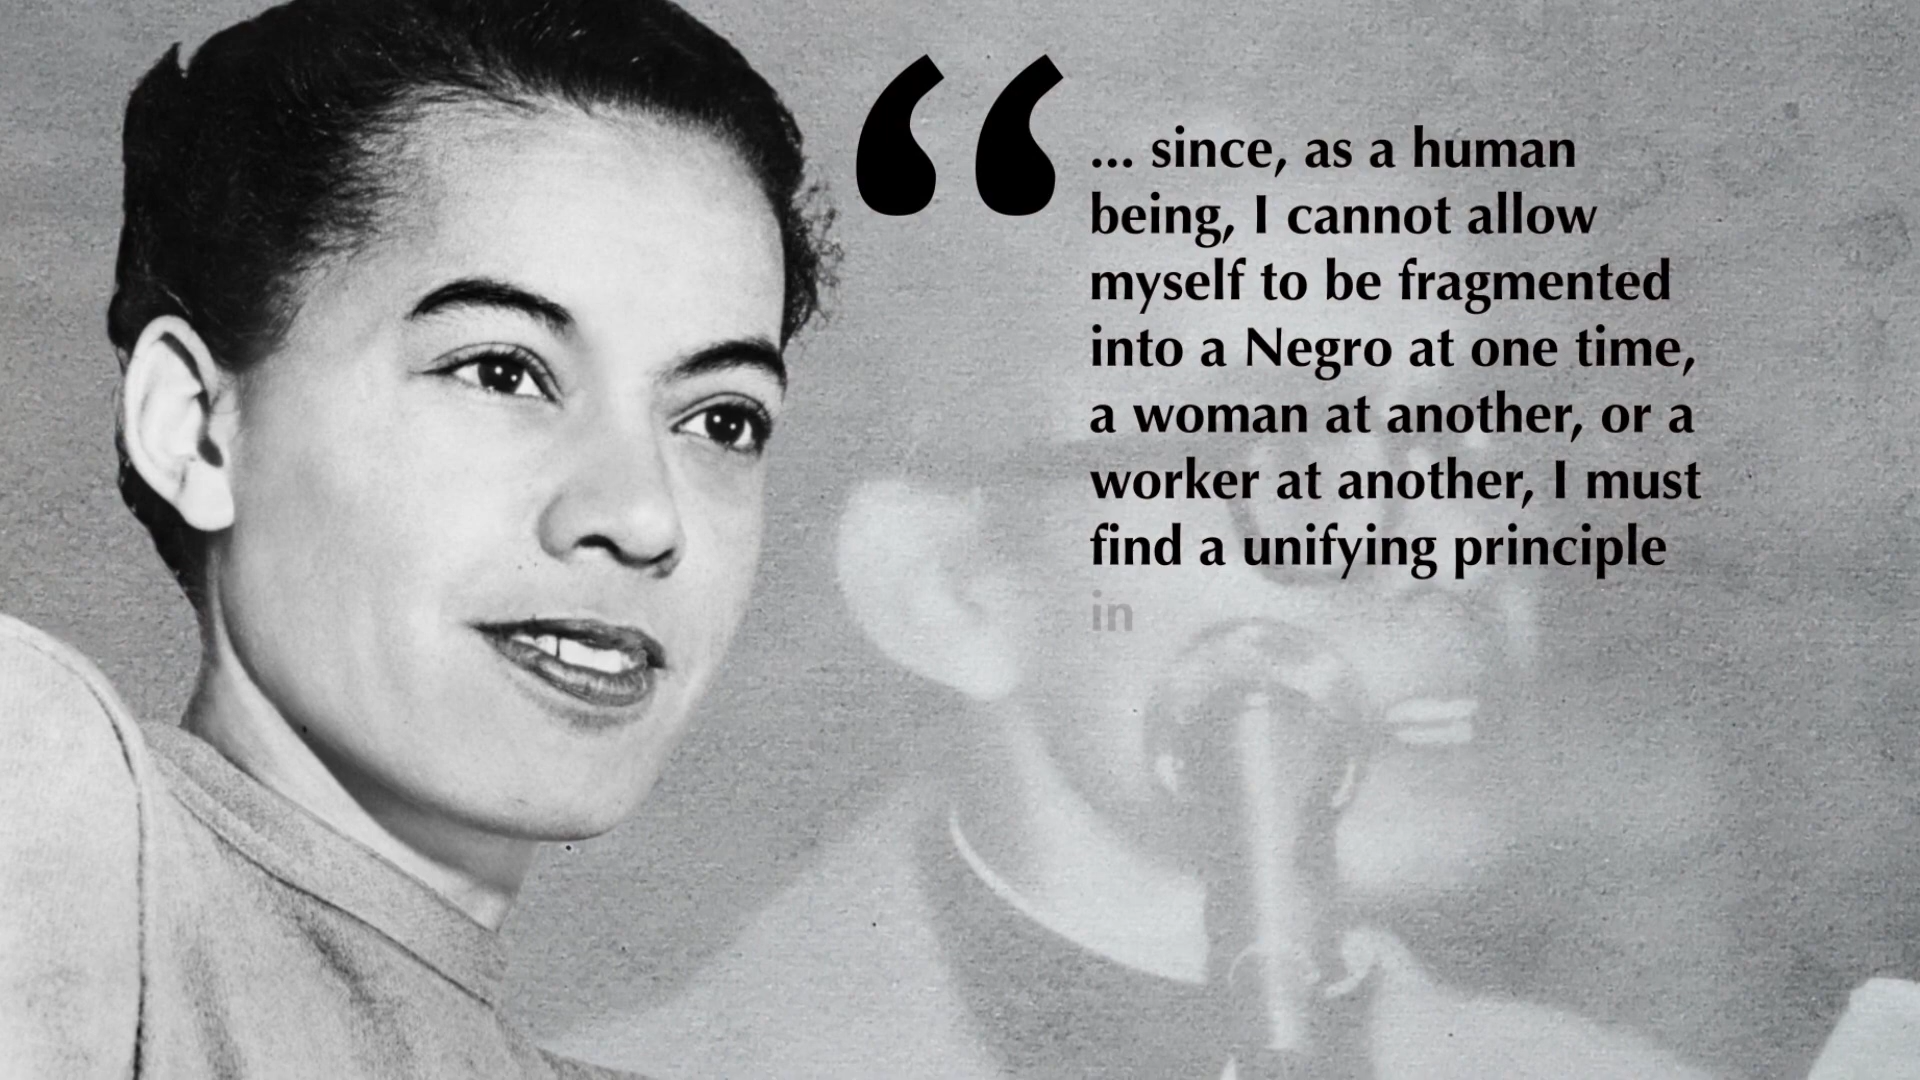 “
... since, as a human
being, I cannot allow
myself to be fragmented
into a Negro at one time,
a woman at another, or a
worker at another, I must
find a unifying principle
in